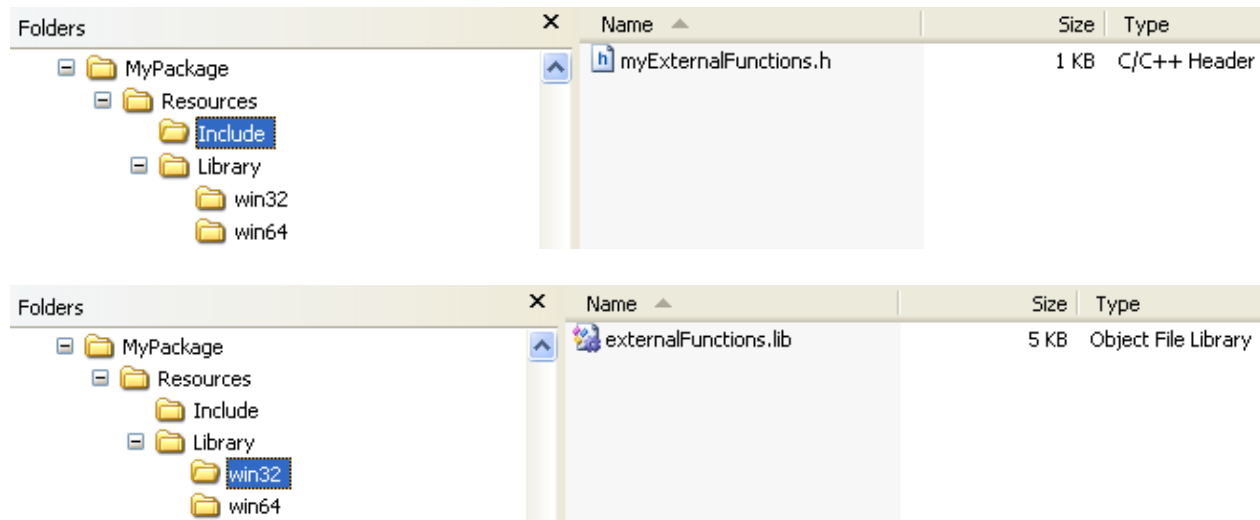 Folders × Name Size Type
MyPackage myExternalFunctions.h 1 KB C/C++ Header
Resources
Include
Library
win32
win64
Folders × Name Size Type
MyPackage externalFunctions.lib 5 KB Object File Library
Resources
Include
Library
win32
win64